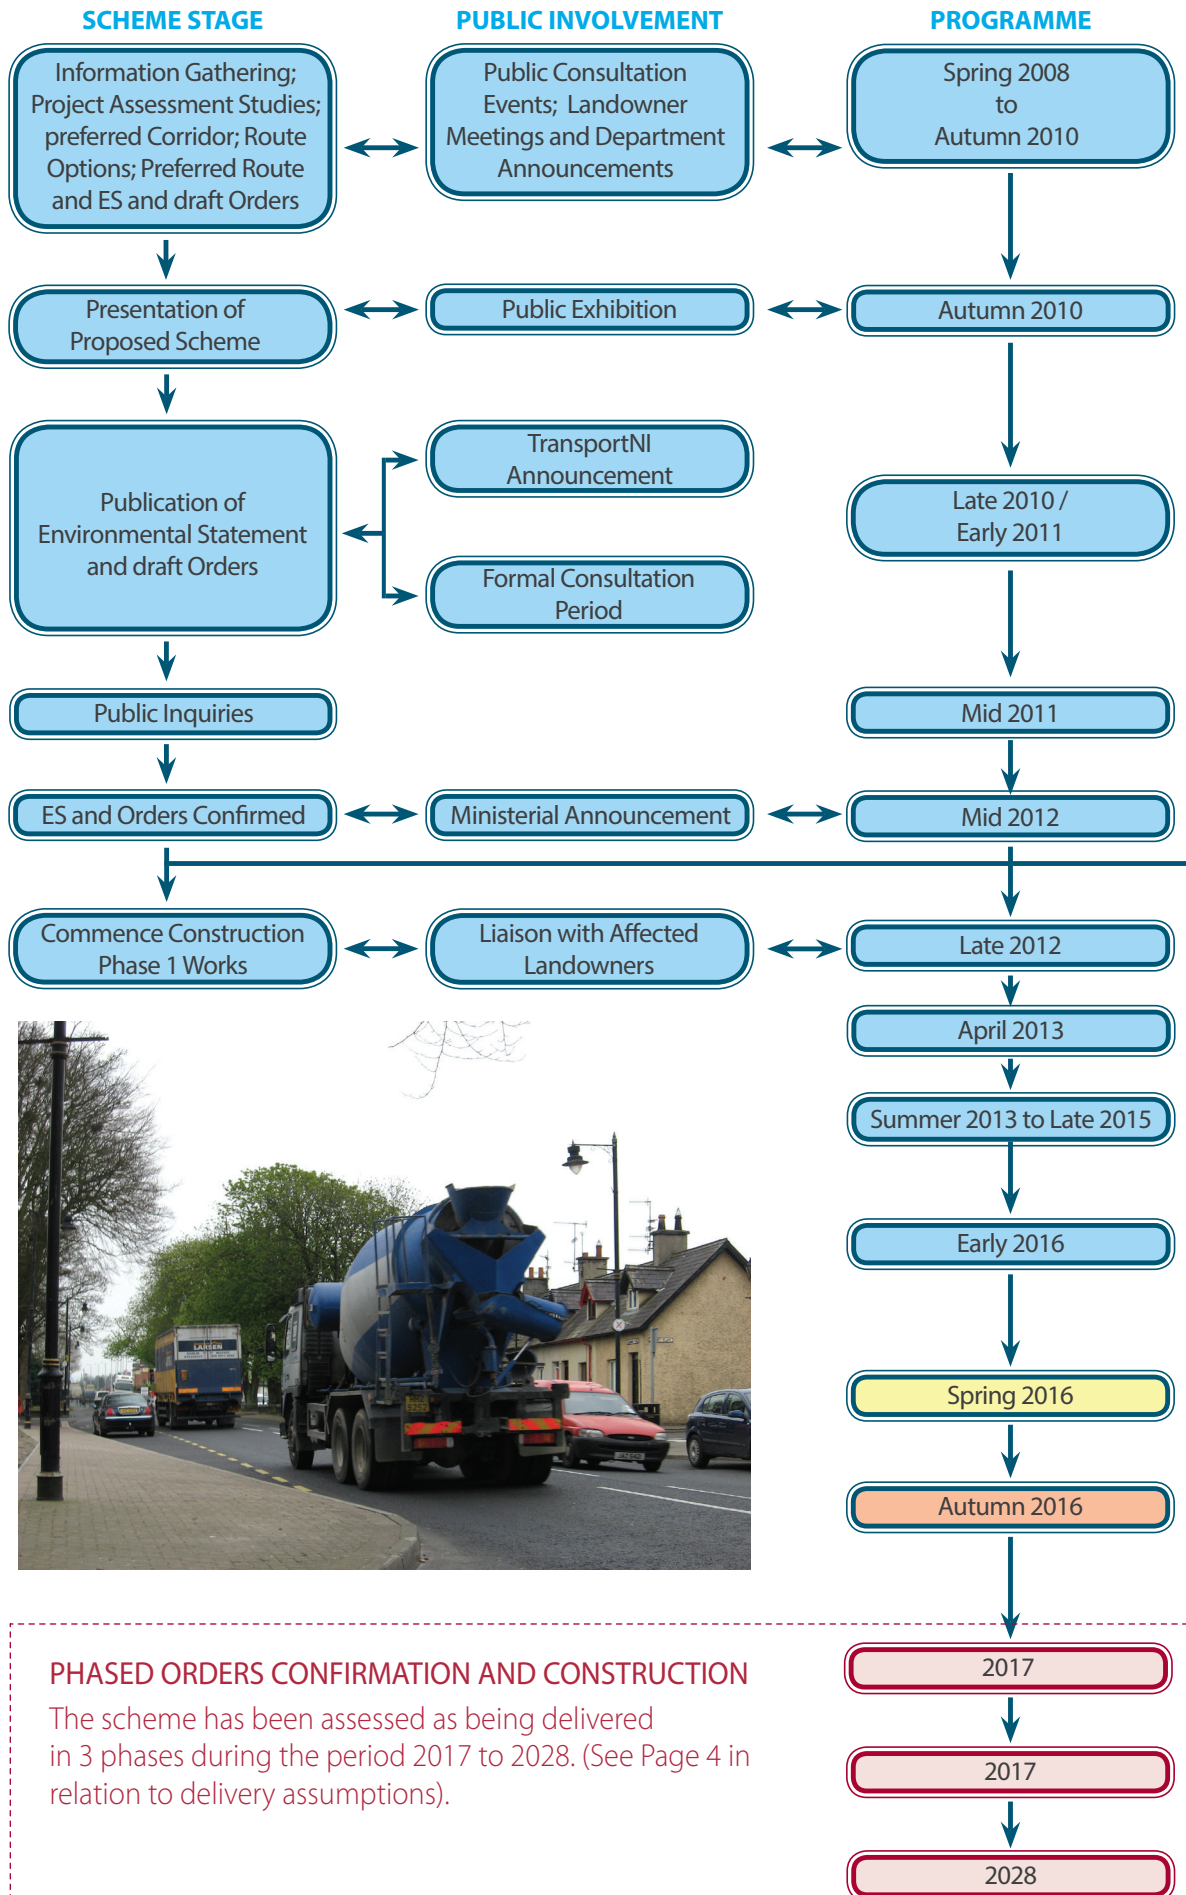 SCHEME STAGE
PUBLIC INVOLVEMENT
PROGRAMME
Information Gathering;
Project Assessment Studies;
preferred Corridor; Route
Options; Preferred Route
and ES and draft Orders
Public Consultation
Events; Landowner
Meetings and Department
Announcements
Spring 2008
to
Autumn 2010
Presentation of
Proposed Scheme
Public Exhibition
Autumn 2010
Publication of
Environmental Statement
and draft Orders
TransportNI
Announcement
Formal Consultation
Period
Late 2010 /
Early 2011
Public Inquiries
Mid 2011
ES and Orders Confirmed
Ministerial Announcement
Mid 2012
Commence Construction
Phase 1 Works
Liaison with Affected
Landowners
Late 2012
April 2013
Summer 2013 to Late 2015
Early 2016
Spring 2016
Autumn 2016
LARSEN
PHASED ORDERS CONFIRMATION AND CONSTRUCTION
The scheme has been assessed as being delivered
in 3 phases during the period 2017 to 2028. (See Page 4 in
relation to delivery assumptions).
2017
2017
2028